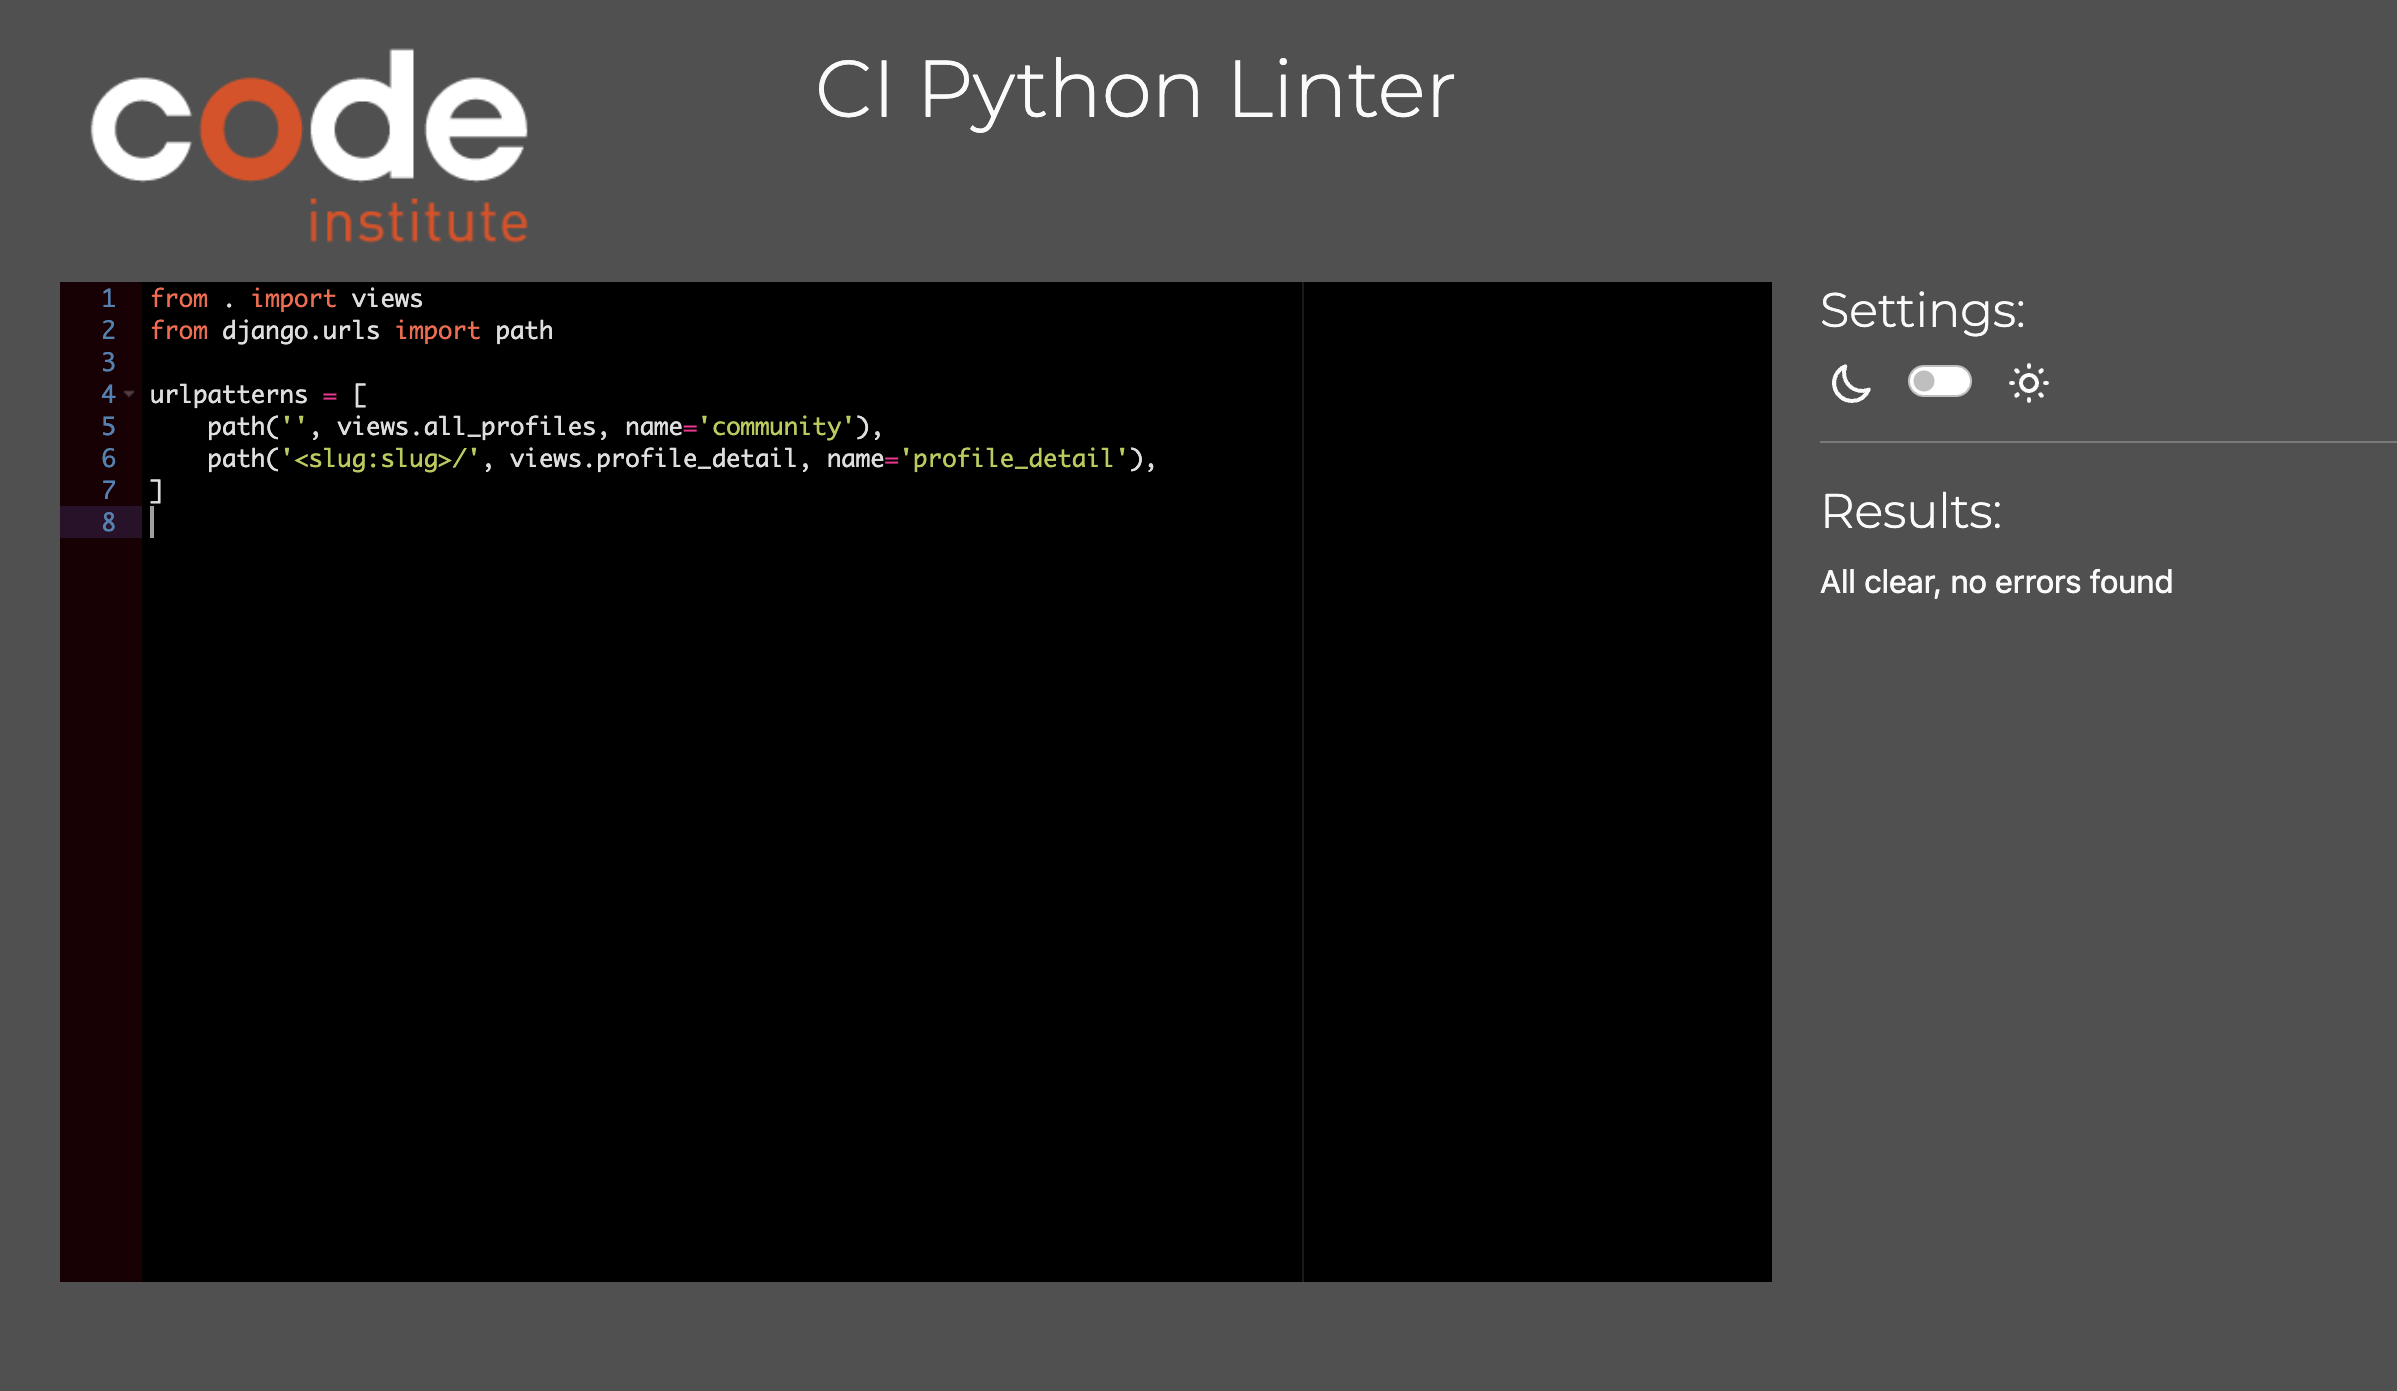 code
institute
CI Python Linter
1 from . import views
2 from django.urls import path
3
4 urlpatterns = [
5     path('', views.all_profiles, name='community'),
6     path('<slug:slug>/', views.profile_detail, name='profile_detail'),
7 ]
8
Settings:
Results:
All clear, no errors found